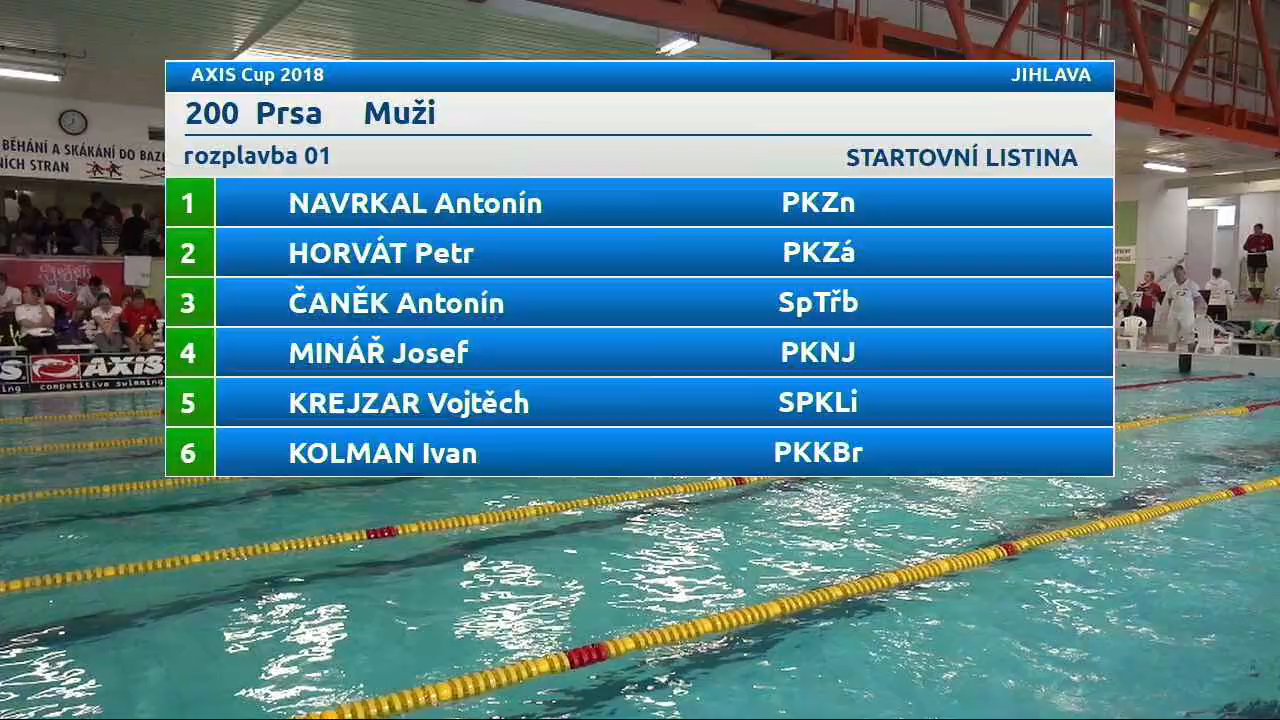 AXIS Cup 2018 JIHLAVA
200 Prsa Muži
rozplavba 01 STARTOVNÍ LISTINA
1 NAVRKAL Antonín PKZn
2 HORVÁT Petr PKZá
3 ČANĚK Antonín SpTřb
4 MINÁŘ Josef PKNJ
5 KREJZAR Vojtěch SPKLi
6 KOLMAN Ivan PKKBr
BĚHÁNÍ A SKÁKÁNÍ DO BAZ
NÍCH STRAN
AXIS
competitive swimming